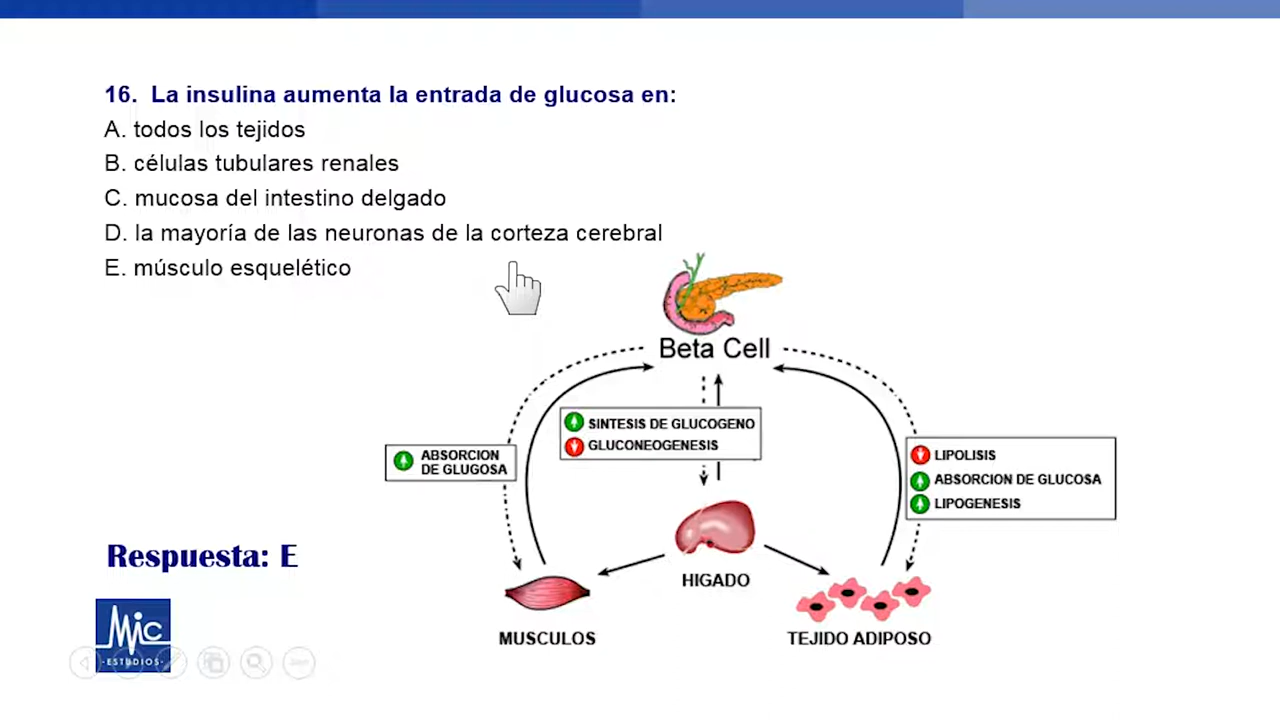 16. La insulina aumenta la entrada de glucosa en:
A. todos los tejidos
B. células tubulares renales
C. mucosa del intestino delgado
D. la mayoría de las neuronas de la corteza cerebral
E. músculo esquelético
Beta Cell
SINTESIS DE GLUCOGENO
GLUCONEOGENESIS
ABSORCION
DE GLUGOSA
LIPOLISIS
ABSORCION DE GLUCOSA
LIPOGENESIS
Respuesta: E
HIGADO
MUSCULOS
TEJIDO ADIPOSO
Mic
-ESTUDIOS-